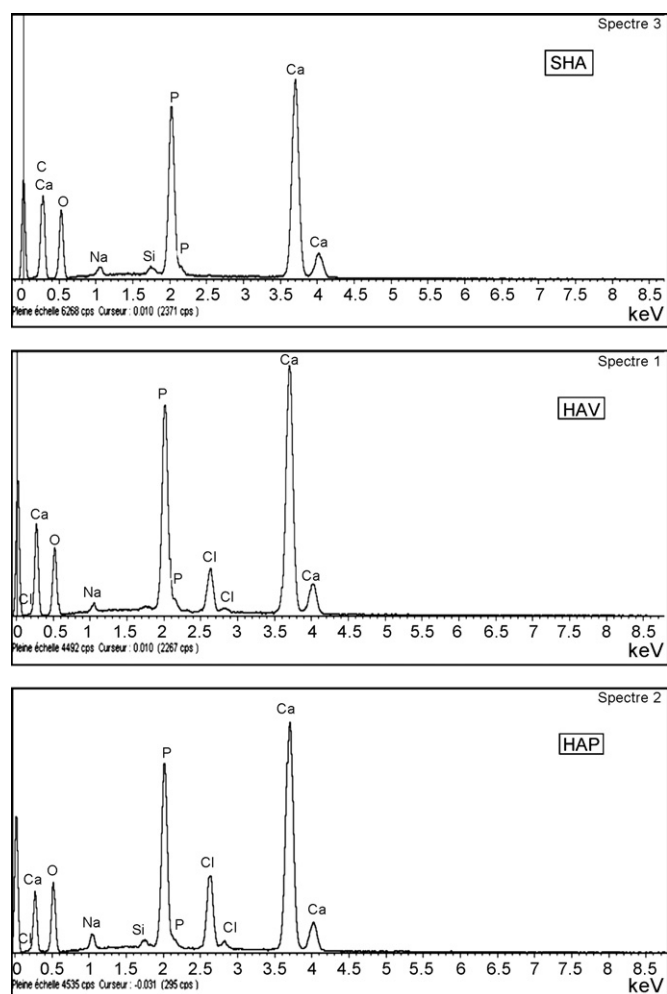 Spectre 3
SHA
Ca
P
C
Ca
O
Na
Si
P
Ca
0 0.5 1 1.5 2 2.5 3 3.5 4 4.5 5 5.5 6 6.5 7 7.5 8 8.5
Pleine échelle 6268 cps Curseur : 0.010 (2371 cps )
keV
Spectre 1
Ca
HAV
P
Ca
O
Cl
Cl
Na
P
Cl
Ca
0 0.5 1 1.5 2 2.5 3 3.5 4 4.5 5 5.5 6 6.5 7 7.5 8 8.5
Pleine échelle 4492 cps Curseur : 0.010 (2267 cps )
keV
Spectre 2
Ca
HAP
P
Cl
O
Ca
Na
Si
P
Cl
Ca
Cl
0 0.5 1 1.5 2 2.5 3 3.5 4 4.5 5 5.5 6 6.5 7 7.5 8 8.5
Pleine échelle 4535 cps Curseur : -0.031 (295 cps )
keV